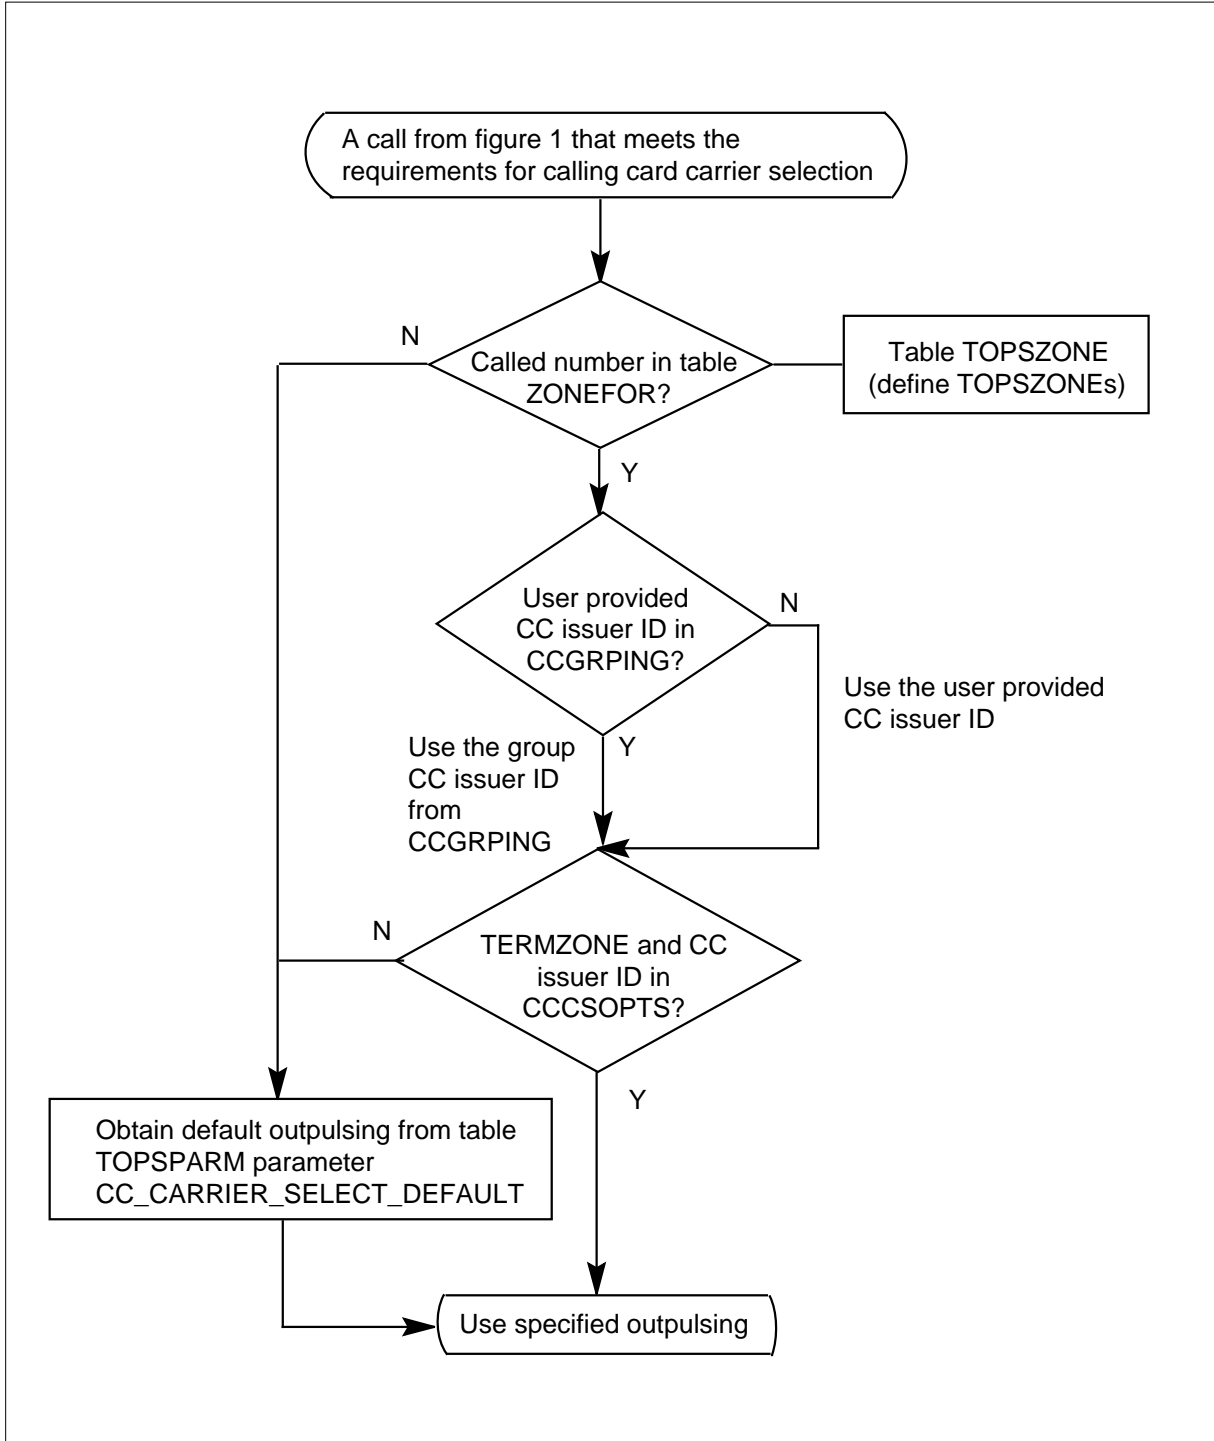 A call from figure 1 that meets the
requirements for calling card carrier selection
N
Called number in table
ZONEFOR?
Table TOPSZONE
(define TOPSZONEs)
Y
User provided
CC issuer ID in
CCGRPING?
N
Use the user provided
CC issuer ID
Y
Use the group
CC issuer ID
from
CCGRPING
N
TERMZONE and CC
issuer ID in
CCCSOPTS?
Y
Obtain default outpulsing from table
TOPSPARM parameter
CC_CARRIER_SELECT_DEFAULT
Use specified outpulsing